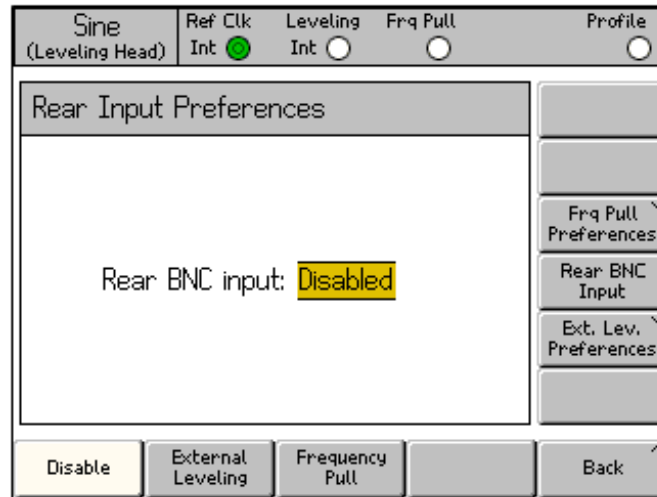 Sine
(Leveling Head)
Ref Clk
Int
Leveling
Int
Frq Pull
Profile
Rear Input Preferences
Rear BNC input: Disabled
Frq Pull
Preferences
Rear BNC
Input
Ext. Lev.
Preferences
Disable
External
Leveling
Frequency
Pull
Back